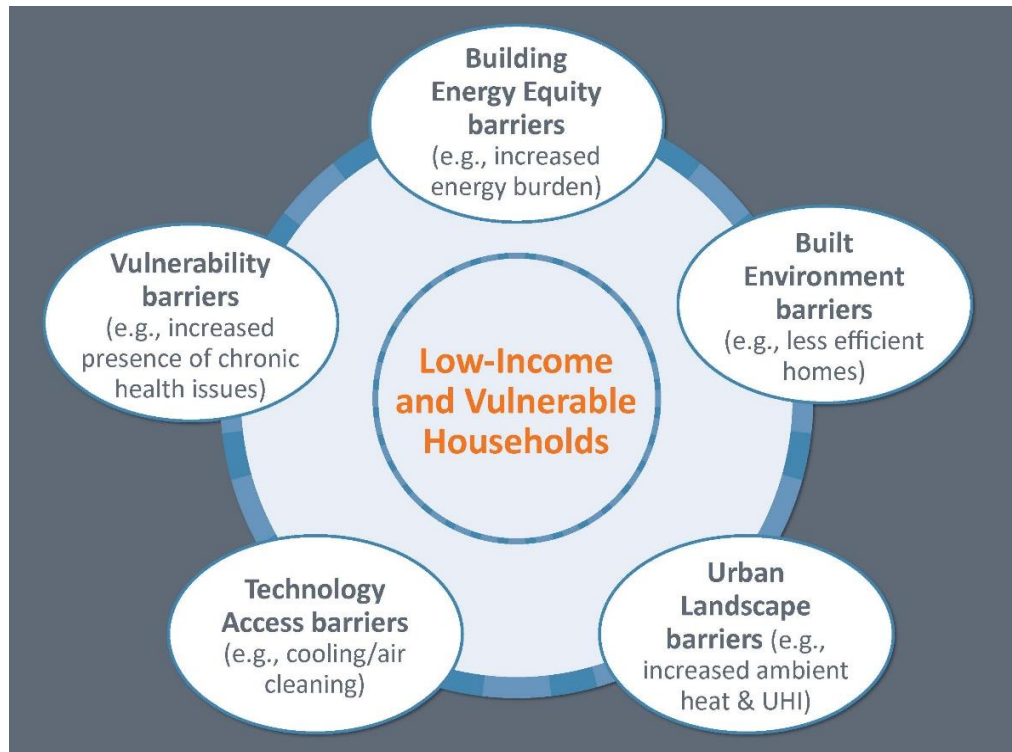 Building
Energy Equity
barriers
(e.g., increased
energy burden)
Vulnerability
barriers
(e.g., increased
presence of chronic
health issues)
Built
Environment
barriers
(e.g., less efficient
homes)
Low-Income
and Vulnerable
Households
Technology
Access barriers
(e.g., cooling/air
cleaning)
Urban
Landscape
barriers (e.g.,
increased ambient
heat & UHI)